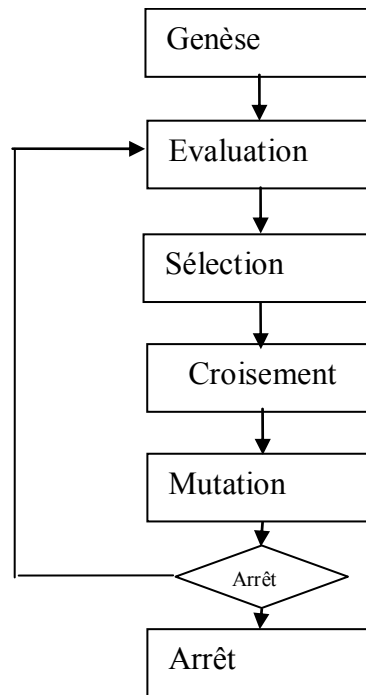 Genèse
Evaluation
Sélection
Croisement
Mutation
Arrêt
Arrêt